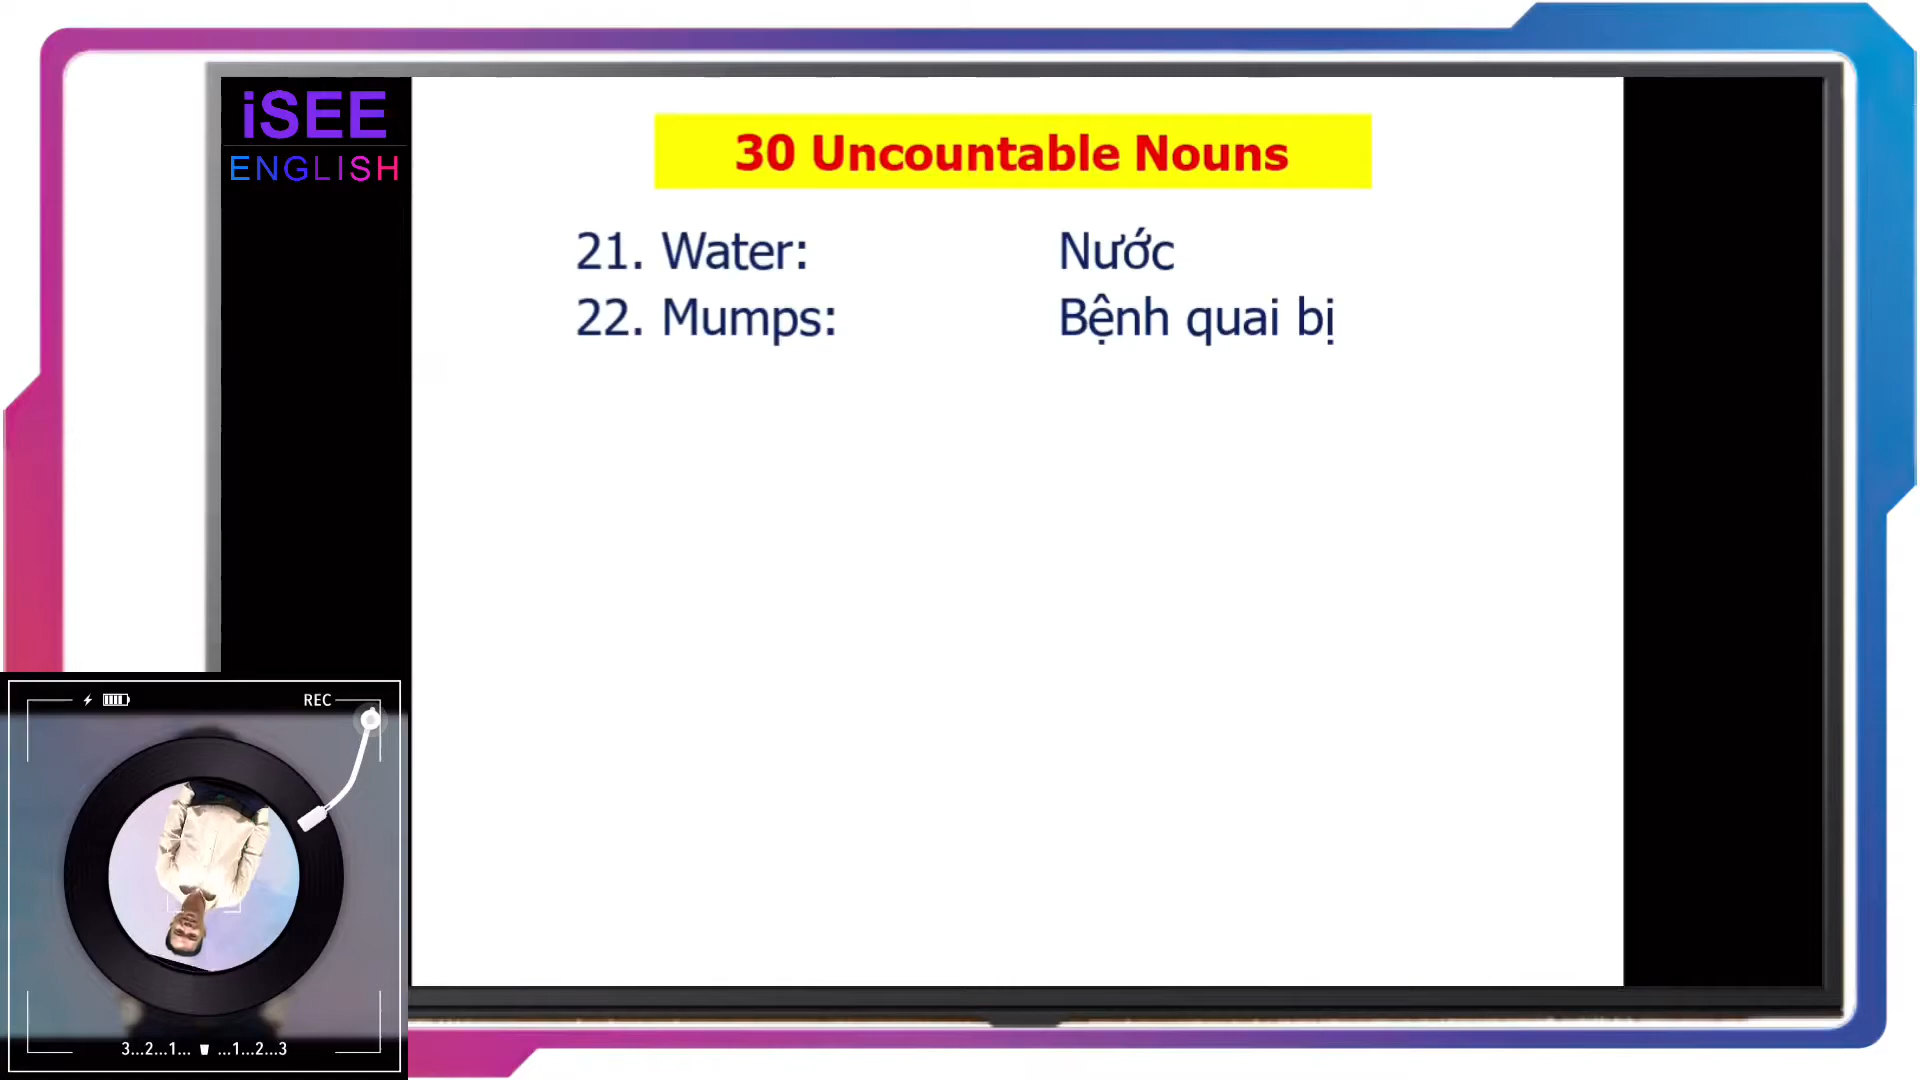 iSEE
ENGLISH
30 Uncountable Nouns
21. Water: Nước
22. Mumps: Bệnh quai bị
REC
3...2...1... ...1...2...3